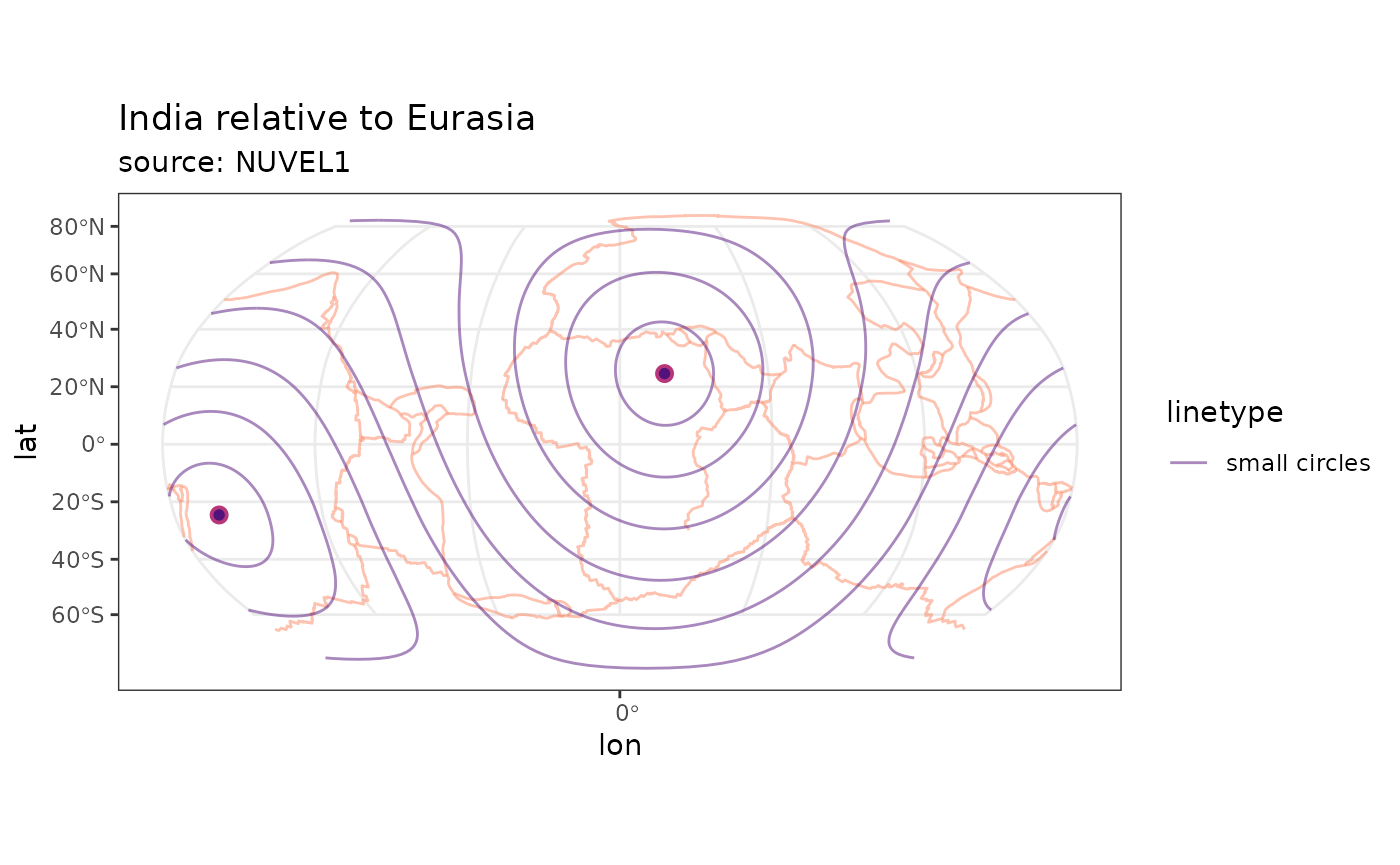 India relative to Eurasia
source: NUVEL1
80°N
60°N
40°N
20°N
0°
20°S
40°S
60°S
lat
0°
lon
linetype
small circles